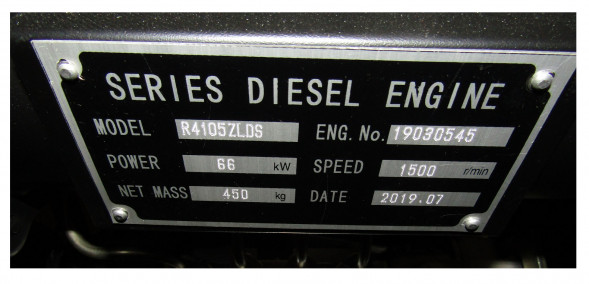 SERIES DIESEL ENGINE
MODEL R4105ZLDS ENG. No. 19030545
POWER 66 kW SPEED 1500 r/min
NET MASS 450 kg DATE 2019.07